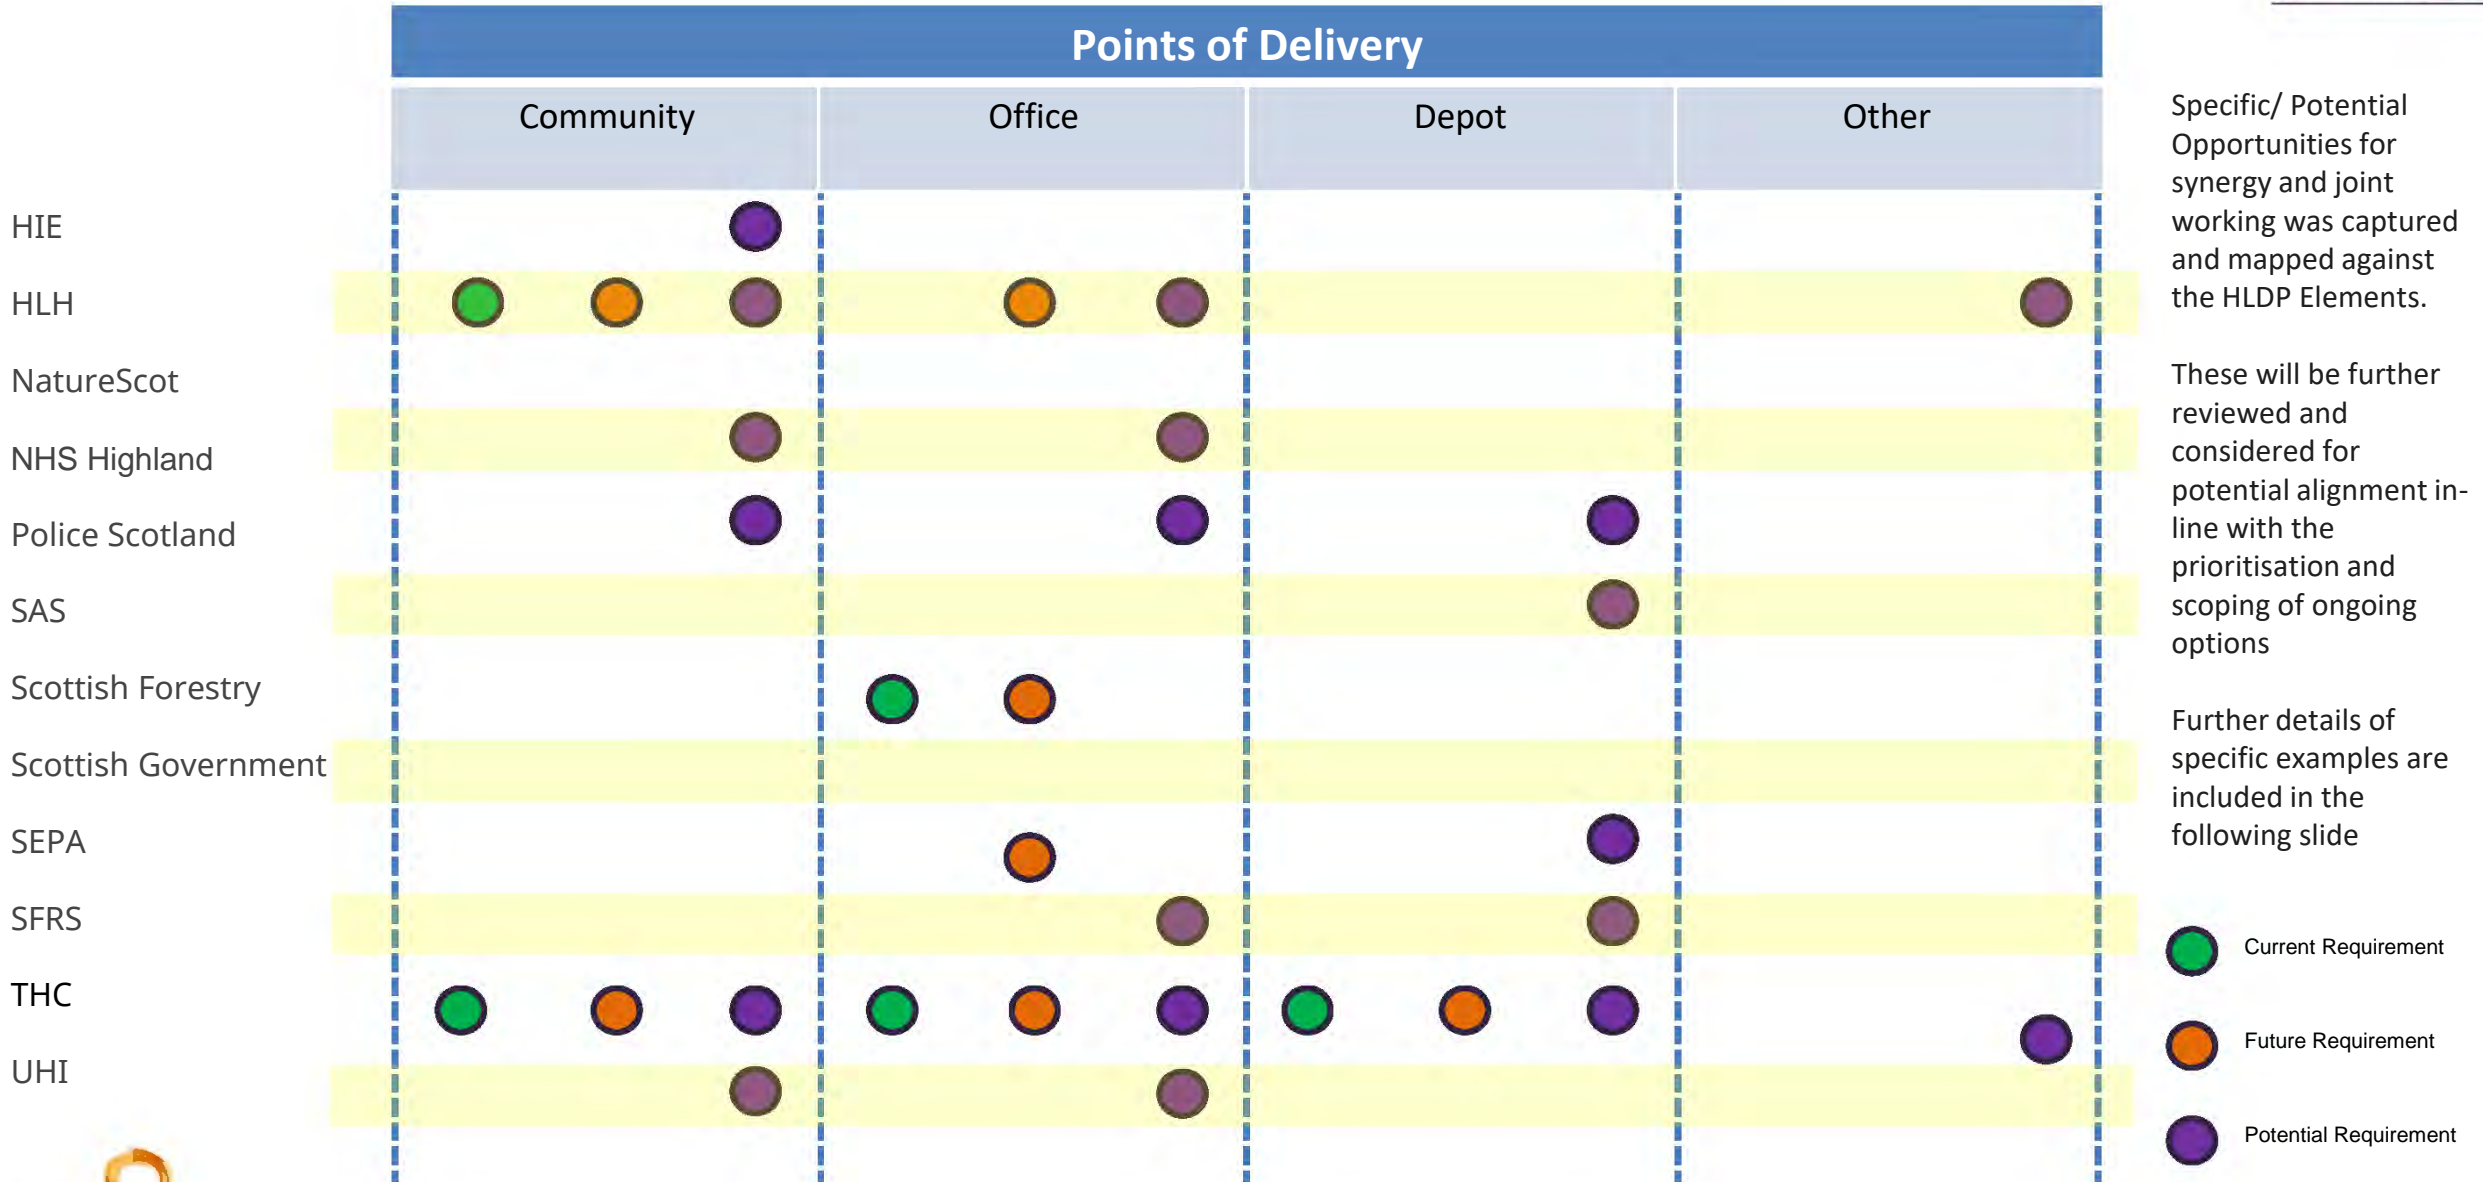 Points of Delivery
Community Office Depot Other
HIE
HLH
NatureScot
NHS Highland
Police Scotland
SAS
Scottish Forestry
Scottish Government
SEPA
SFRS
THC
UHI
Specific/ Potential
Opportunities for
synergy and joint
working was captured
and mapped against
the HLDP Elements.
These will be further
reviewed and
considered for
potential alignment in-
line with the
prioritisation and
scoping of ongoing
options
Further details of
specific examples are
included in the
following slide
Current Requirement
Future Requirement
Potential Requirement